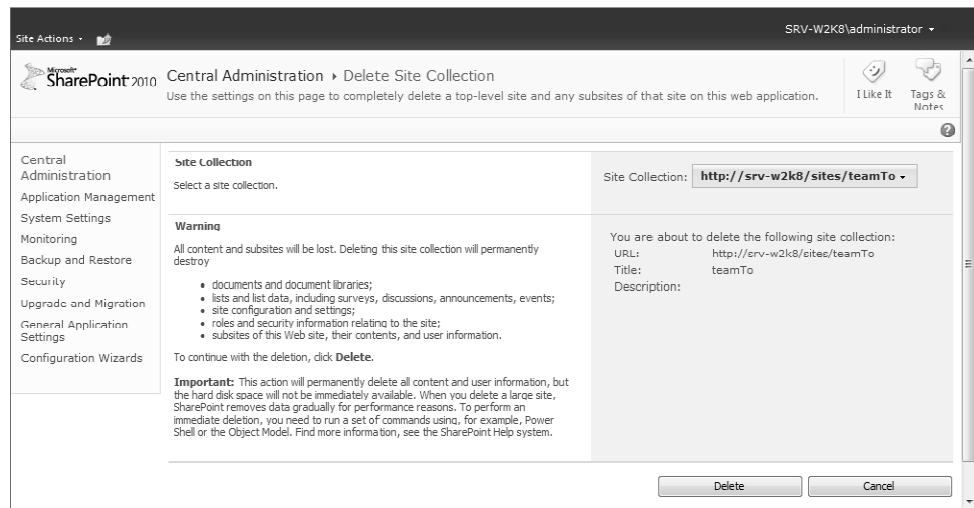 SRV-W2K8\administrator
Site Actions
Microsoft
SharePoint 2010
Central Administration
Delete Site Collection
Use the settings on this page to completely delete a top-level site and any subsites of that site on this web application.
I Like It
Tags &
Notes
Central
Administration
Application Management
System Settings
Monitoring
Backup and Restore
Security
Upgrade and Migration
General Application
Settings
Configuration Wizards
Site Collection
Select a site collection.
Site Collection: http://srv-w2k8/sites/teamTo
Warning
All content and subsites will be lost. Deleting this site collection will permanently
destroy
• documents and document libraries;
• lists and list data, including surveys, discussions, announcements, events;
• site configuration and settings;
• roles and security information relating to the site;
• subsites of this Web site, their contents, and user information.
To continue with the deletion, click Delete.
Important: This action will permanently delete all content and user information, but
the hard disk space will not be immediately available. When you delete a large site,
SharePoint removes data gradually for performance reasons. To perform an
immediate deletion, you need to run a set of commands using, for example, Power
Shell or the Object Model. Find more information, see the SharePoint Help system.
You are about to delete the following site collection:
URL: http://srv-w2k8/sites/teamTo
Title: teamTo
Description:
Delete
Cancel